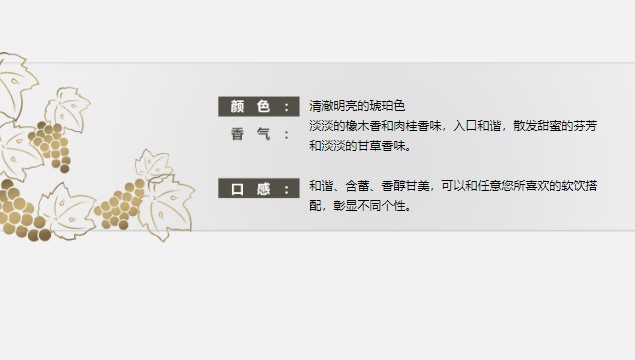 颜 色 ： 清澈明亮的琥珀色
香 气 ： 淡淡的橡木香和肉桂香味，入口和谐，散发甜蜜的芬芳
和淡淡的甘草香味。
口 感 ： 和谐、含蓄、香醇甘美，可以和任意您所喜欢的软饮搭
配，彰显不同个性。